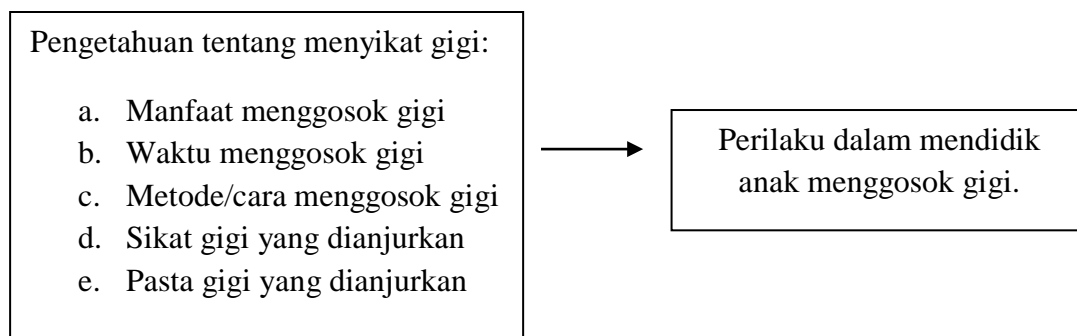 Pengetahuan tentang menyikat gigi:
a. Manfaat menggosok gigi
b. Waktu menggosok gigi
c. Metode/cara menggosok gigi
d. Sikat gigi yang dianjurkan
e. Pasta gigi yang dianjurkan
Perilaku dalam mendidik
anak menggosok gigi.